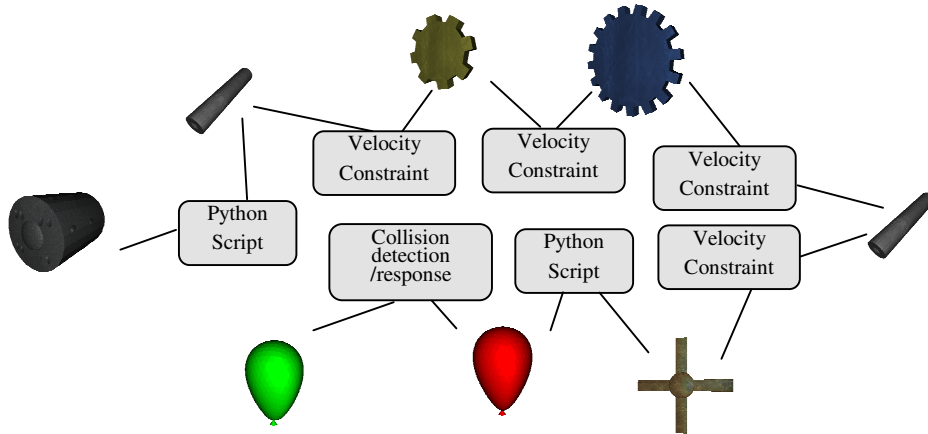 Velocity
Constraint
Velocity
Constraint
Velocity
Constraint
Python
Script
Collision
detection
/response
Python
Script
Velocity
Constraint